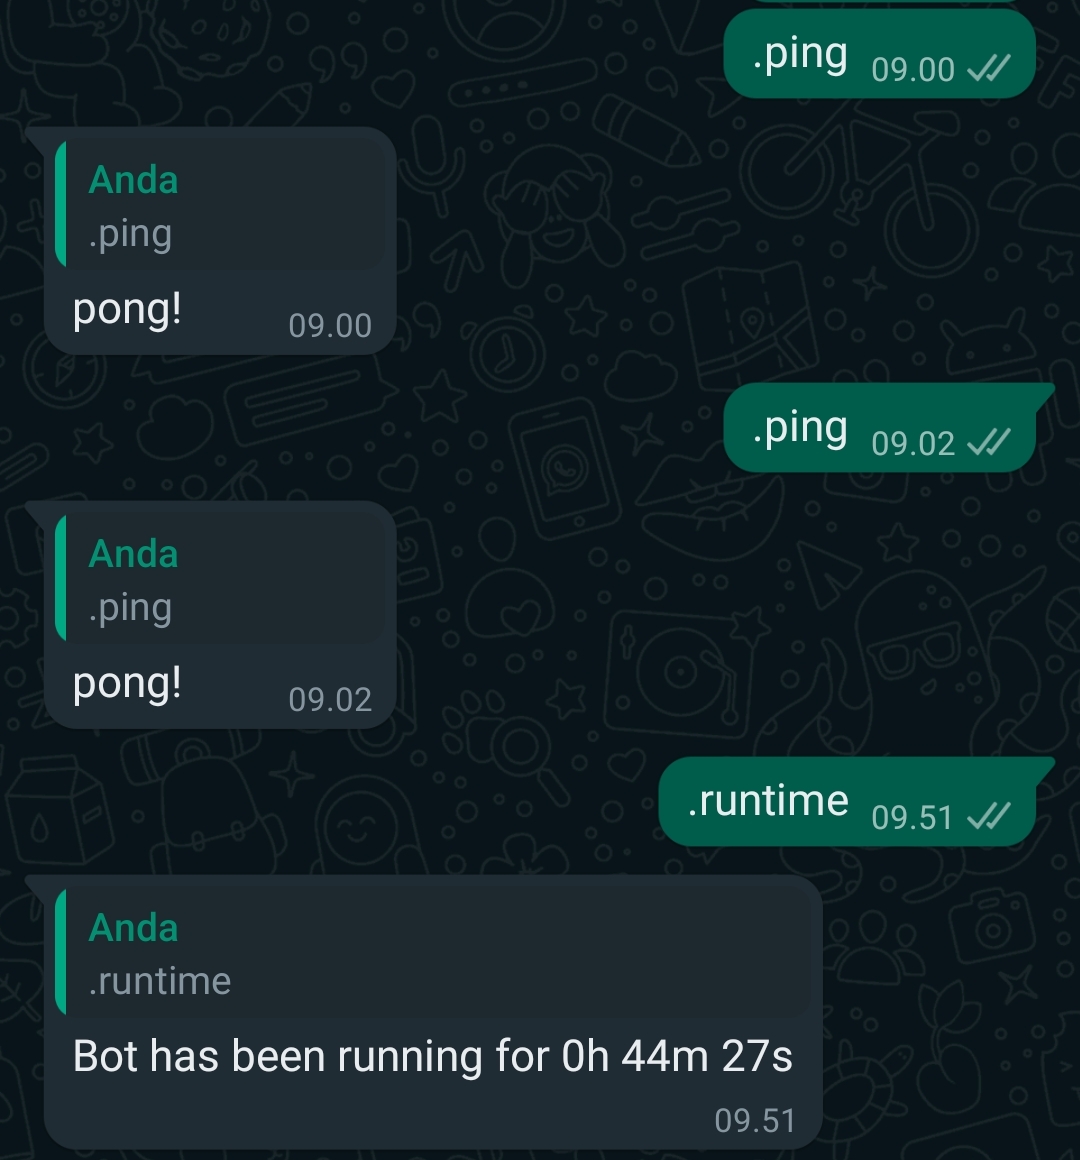 .ping 09.00
Anda
.ping
pong! 09.00
.ping 09.02
Anda
.ping
pong! 09.02
.runtime 09.51
Anda
.runtime
Bot has been running for 0h 44m 27s
09.51